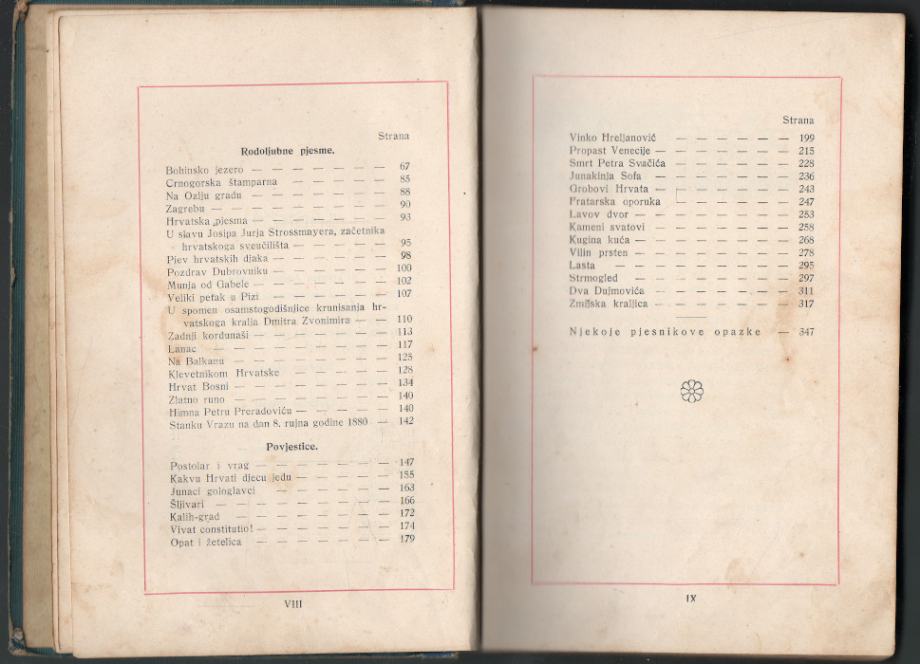 Strana
Rodoljubne pjesme.
Bohinsko jezero — — — — — — 67
Crnogorska štamparna — — — — — 85
Na Ozlju gradu — — — — — — 88
Zagrebu — — — — — — — — 90
Hrvatska pjesma — — — — — — 93
U slavu Josipa Jurja Strossmayera, začetnika
hrvatskoga sveučilišta — — — — 95
Pjev hrvatskih djaka — — — — — 98
Pozdrav Dubrovniku — — — — — 100
Munja od Gabele — — — — — — 102
Veliki petak u Pizi — — — — — 107
U spomen osamstogodišnjice krunisanja hr-
vatskoga kralja Dmitra Zvonimira — — 110
Zadnji kordunaši — — — — — — 113
Lanac — — — — — — — — 117
Na Balkanu — — — — — — — 125
Klevetnikom Hrvatske — — — — — 128
Hrvat Bosni — — — — — — — 134
Zlatno runo — — — — — — — 140
Himna Petru Preradoviću — — — — — 140
Stanku Vrazu na dan 8. rujna godine 1880 — 142
Povjestice.
Postolar i vrag — — — — — — — 147
Kakvu Hrvati djecu jedu — — — — — 155
Junaci gologlavci — — — — — — 163
Šljivari — — — — — — — — 166
Kalih-grad — — — — — — — 172
Vivat constitutio! — — — — — — — 174
Opat i žetelica — — — — — — — 179
VIII
Strana
Vinko Hreljanović — — — — — — 199
Propast Venecije — — — — — — — 215
Smrt Petra Svačića — — — — — — 228
Junakinja Sofa — — — — — — — 236
Grobovi Hrvata — — — — — — — 243
Fratarska oporuka — — — — — — 247
Lavov dvor — — — — — — — 253
Kameni svatovi — — — — — — — 258
Kugina kuća — — — — — — — — 268
Vilin prsten — — — — — — — — 278
Lasta — — — — — — — — 295
Strmogled — — — — — — — 297
Dva Dujmovića — — — — — — — 311
Zmijska kraljica — — — — — — — 317
Njekoje pjesnikove opazke — 347
IX